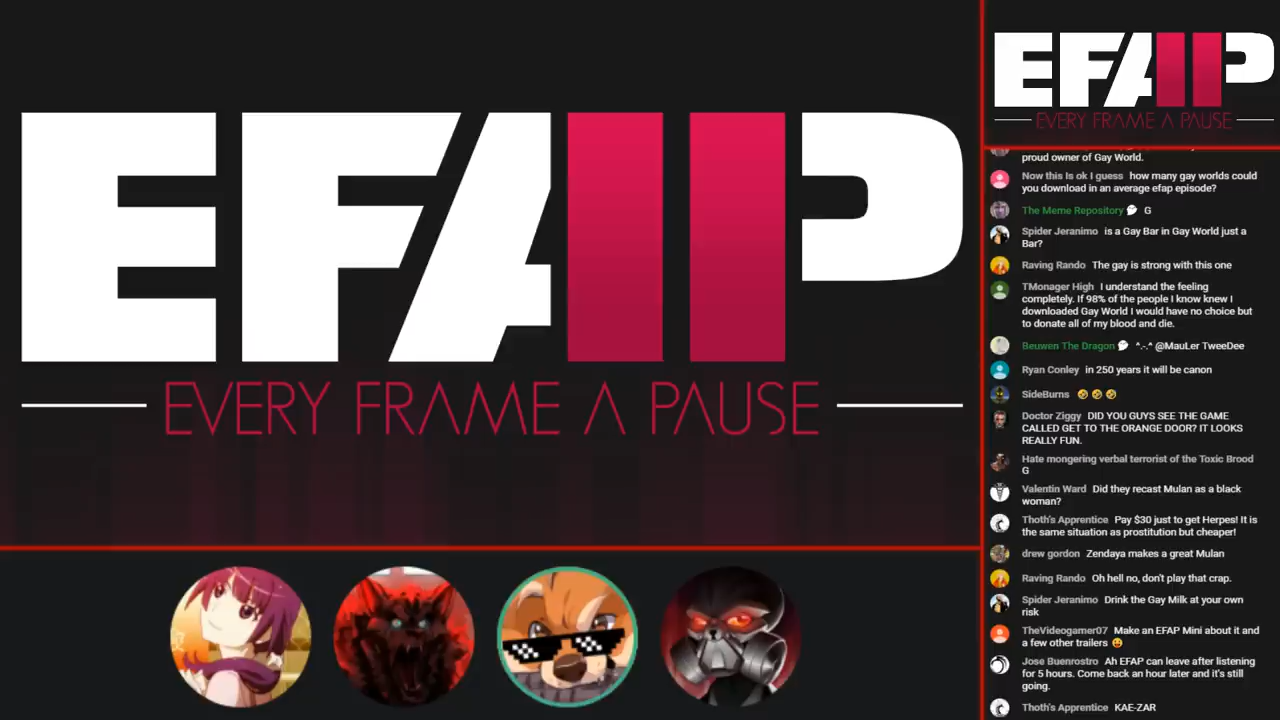 EFAP
EVERY FRAME A PAUSE
EFAP
EVERY FRAME A PAUSE
proud owner of Gay World.
Now this Is ok I guess how many gay worlds could
you download in an average efap episode?
The Meme Repository G
Spider Jeranimo is a Gay Bar in Gay World just a
Bar?
Raving Rando The gay is strong with this one
TMonager High I understand the feeling
completely. If 98% of the people I know knew I
downloaded Gay World I would have no choice but
to donate all of my blood and die.
Beuwen The Dragon ^.-.^ @MauLer TweeDee
Ryan Conley in 250 years it will be canon
SideBurns 🤣 🤣 🤣
Doctor Ziggy DID YOU GUYS SEE THE GAME
CALLED GET TO THE ORANGE DOOR? IT LOOKS
REALLY FUN.
Hate mongering verbal terrorist of the Toxic Brood
G
Valentin Ward Did they recast Mulan as a black
woman?
Thoth's Apprentice Pay $30 just to get Herpes! It is
the same situation as prostitution but cheaper!
drew gordon Zendaya makes a great Mulan
Raving Rando Oh hell no, don't play that crap.
Spider Jeranimo Drink the Gay Milk at your own
risk
TheVideogamer07 Make an EFAP Mini about it and
a few other trailers 😀
Jose Buenrostro Ah EFAP can leave after listening
for 5 hours. Come back an hour later and it's still
going.
Thoth's Apprentice KAE-ZAR